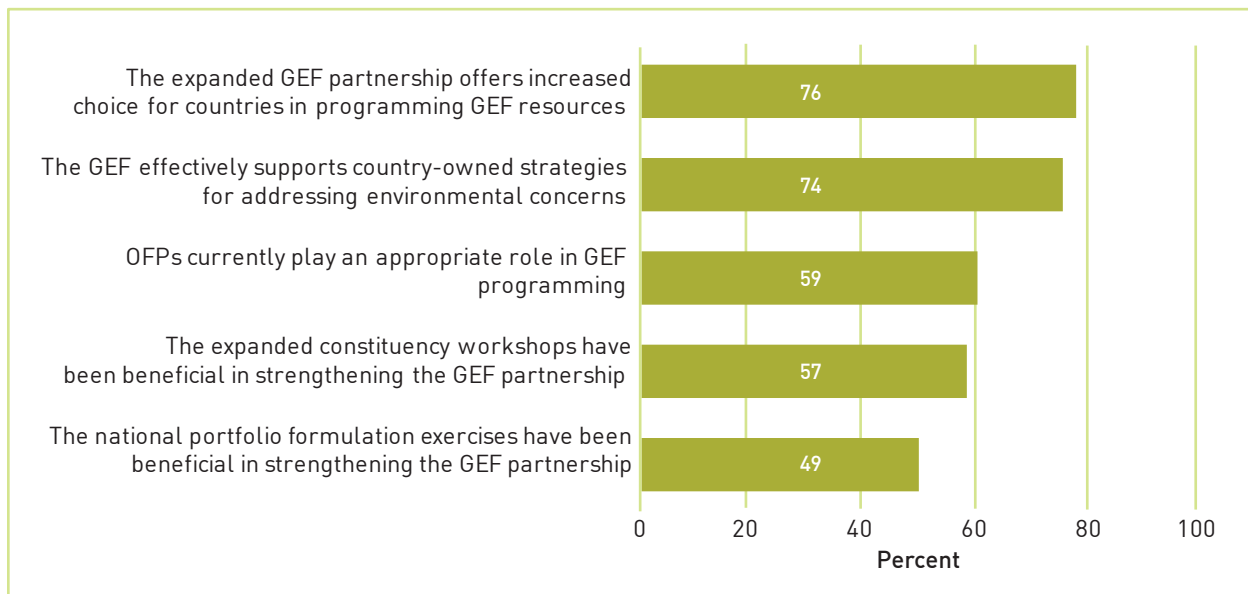 The expanded GEF partnership offers increased
choice for countries in programming GEF resources
76
The GEF effectively supports country-owned strategies
for addressing environmental concerns
74
OFPs currently play an appropriate role in GEF
programming
59
The expanded constituency workshops have
been beneficial in strengthening the GEF partnership
57
The national portfolio formulation exercises have been
beneficial in strengthening the GEF partnership
49
0 20 40 60 80 100
Percent